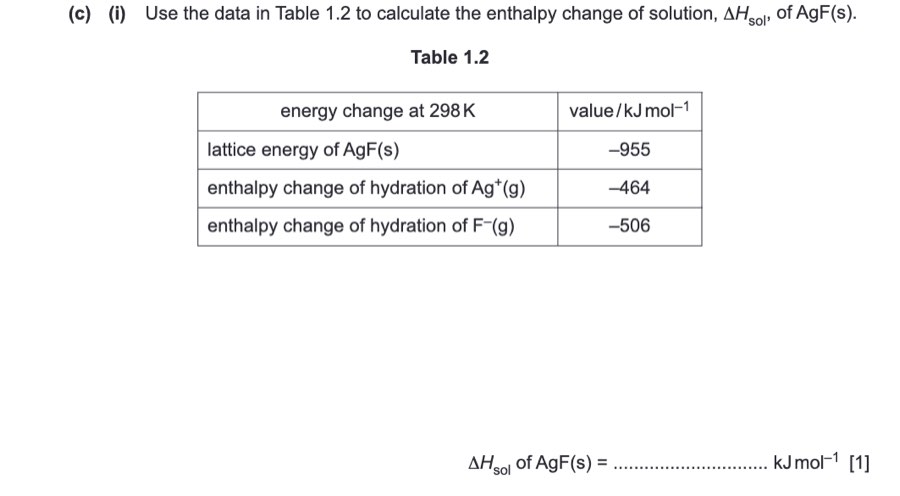 (c) (i) Use the data in Table 1.2 to calculate the enthalpy change of solution, ΔHsol, of AgF(s).
Table 1.2
energy change at 298 K value / kJ mol⁻¹
lattice energy of AgF(s) –955
enthalpy change of hydration of Ag⁺(g) –464
enthalpy change of hydration of F⁻(g) –506
ΔHsol of AgF(s) = .............................. kJ mol⁻¹ [1]